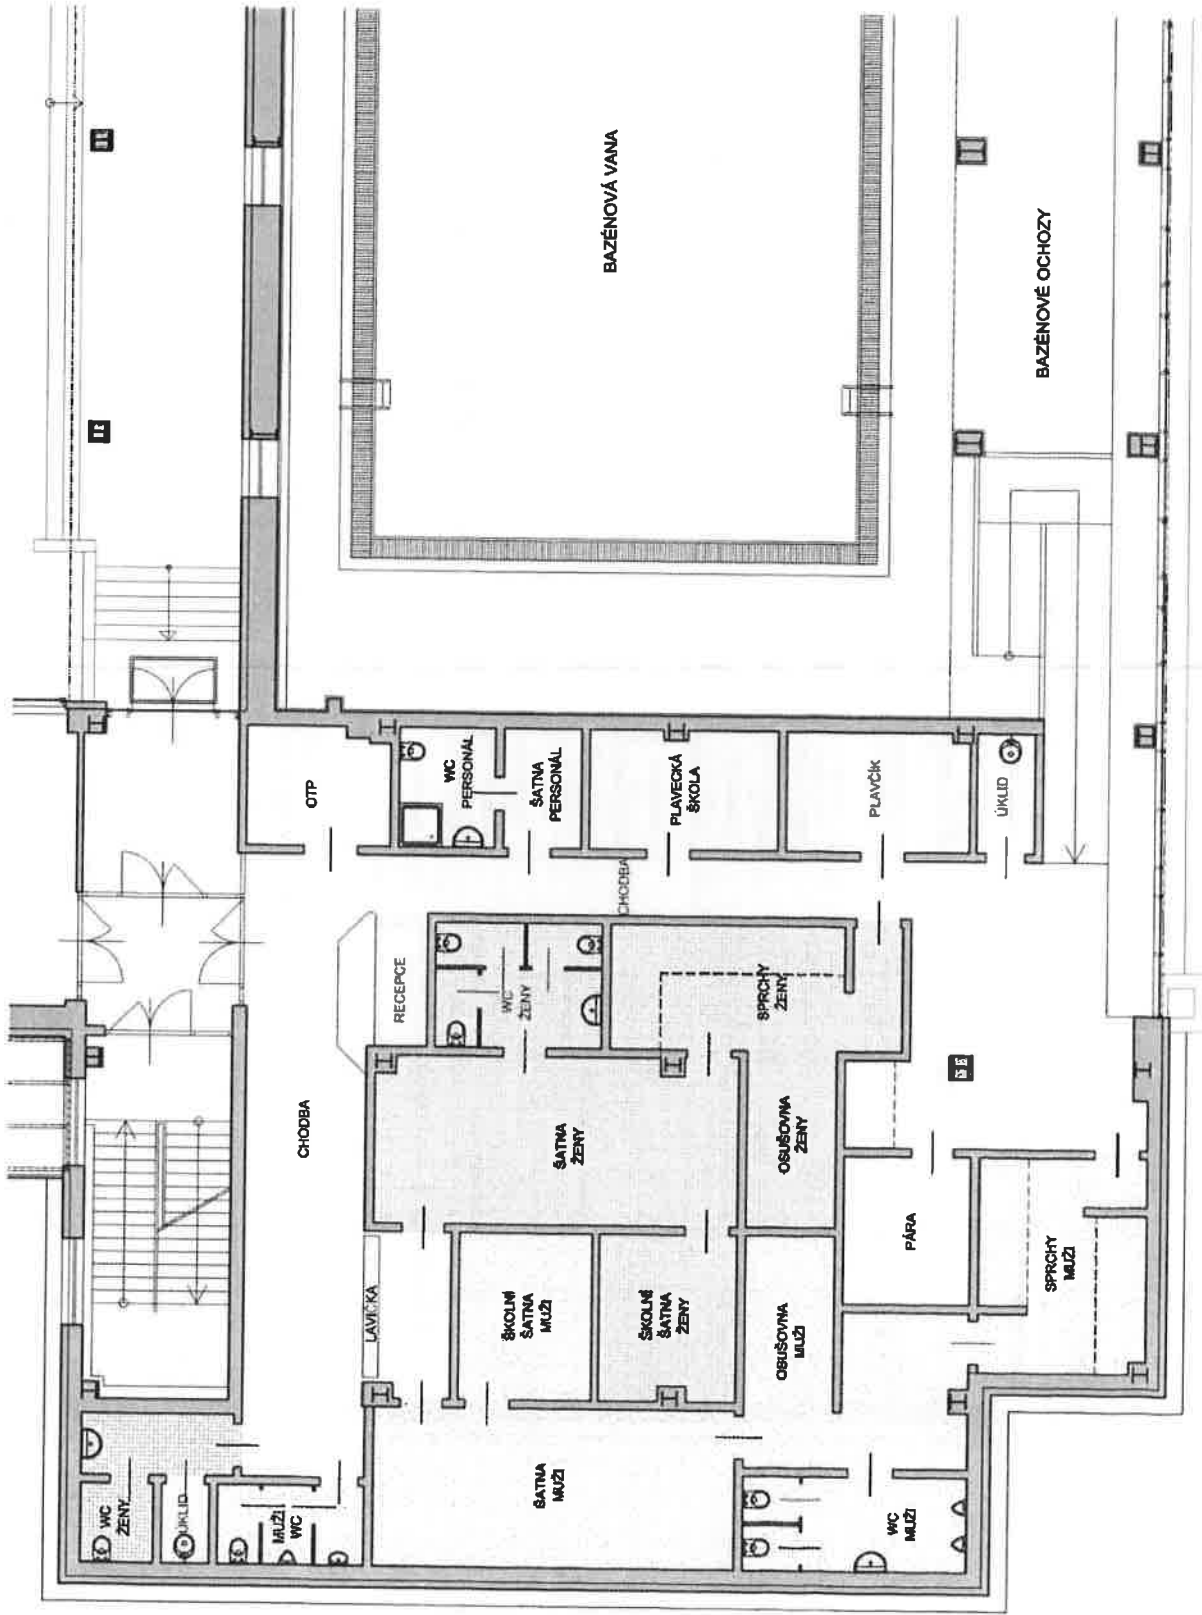 BAZÉNOVÁ VANA
BAZÉNOVÉ OCHOZY
OTP
WC
PERSONÁL
ŠATNA
PERSONÁL
PLAVECKÁ
ŠKOLA
PLAVČÍK
ÚKLID
CHODBA
RECEPCE
WC
ŽENY
SPRCHY
ŽENY
CHODBA
ŠATNA
ŽENY
OSUŠOVNA
ŽENY
PÁRA
SPRCHY
MUŽI
LAVIČKA
ŠKOLNÍ
ŠATNA
MUŽI
ŠKOLNÍ
ŠATNA
ŽENY
OSUŠOVNA
MUŽI
WC
ŽENY
ÚKLID
MUŽI
WC
ŠATNA
MUŽI
WC
MUŽI